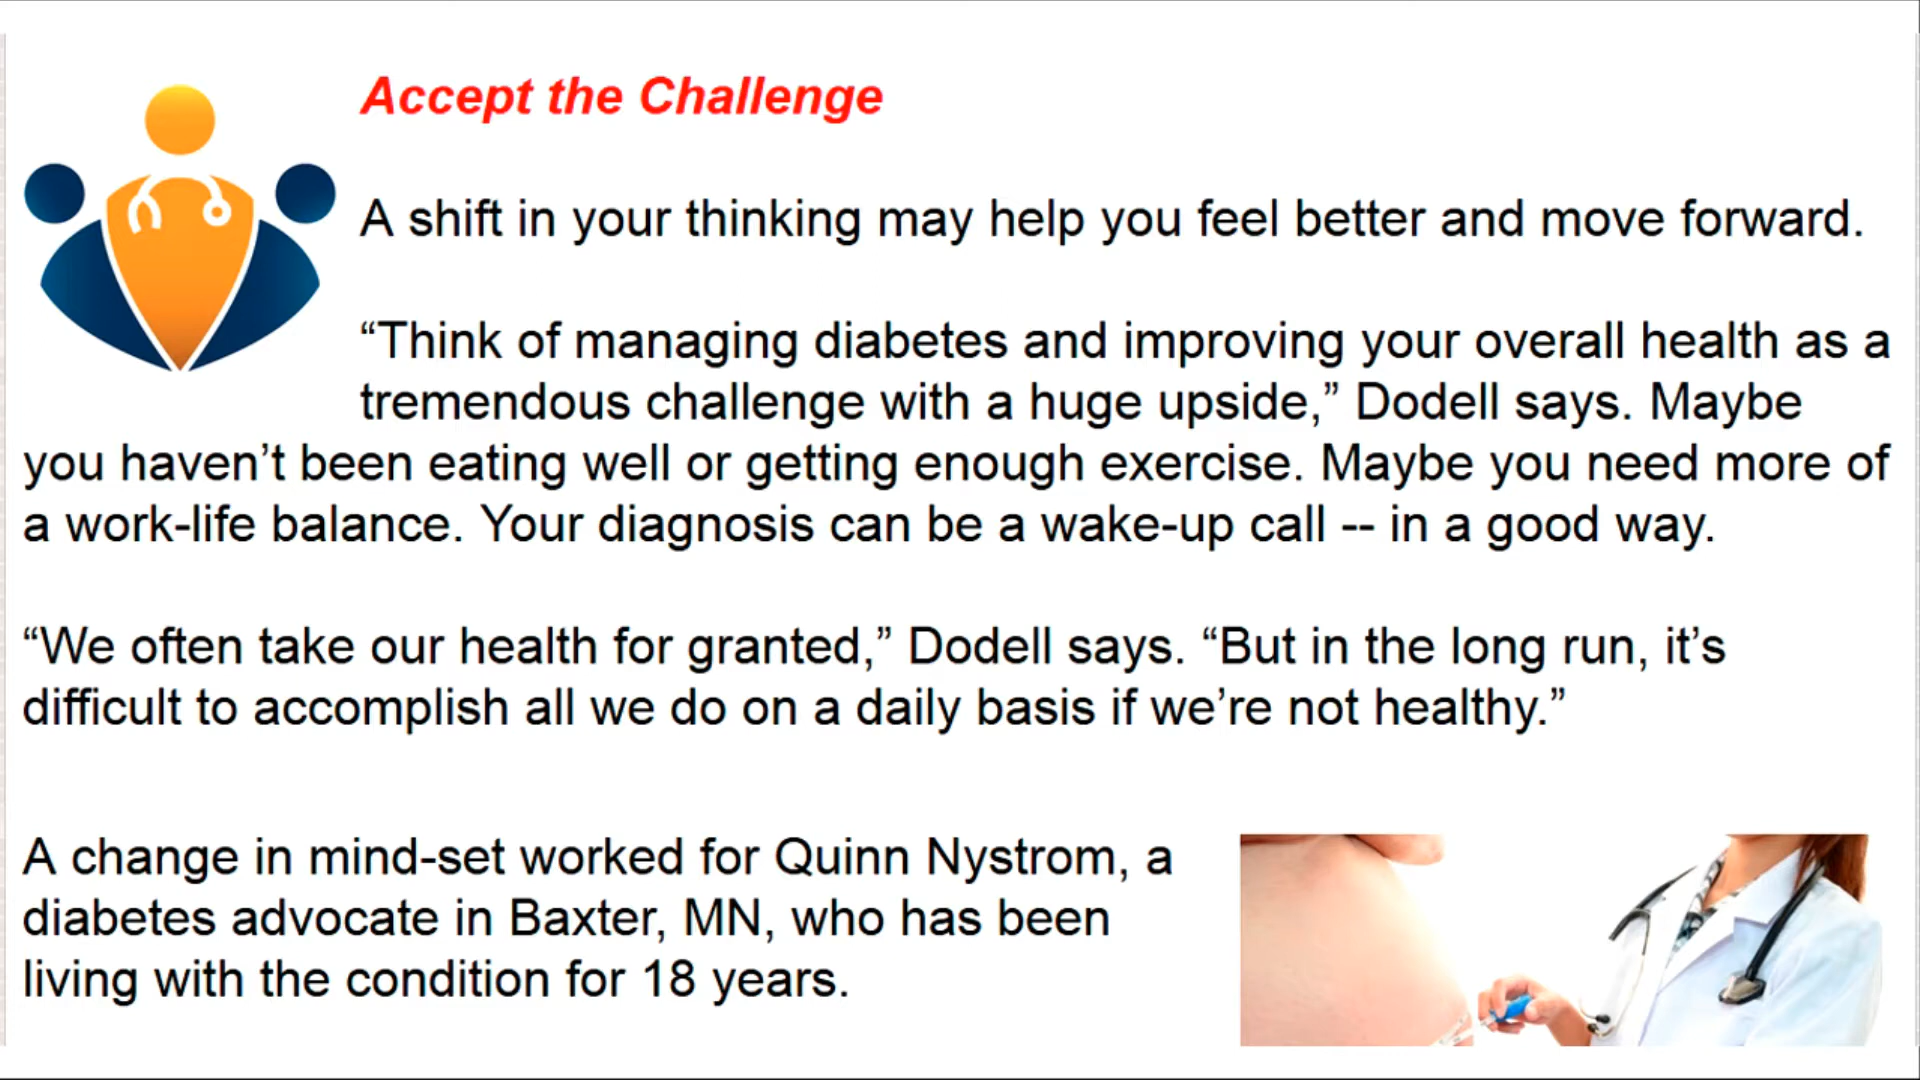 Accept the Challenge
A shift in your thinking may help you feel better and move forward.
“Think of managing diabetes and improving your overall health as a
tremendous challenge with a huge upside,” Dodell says. Maybe
you haven’t been eating well or getting enough exercise. Maybe you need more of
a work-life balance. Your diagnosis can be a wake-up call -- in a good way.
“We often take our health for granted,” Dodell says. “But in the long run, it’s
difficult to accomplish all we do on a daily basis if we’re not healthy.”
A change in mind-set worked for Quinn Nystrom, a
diabetes advocate in Baxter, MN, who has been
living with the condition for 18 years.